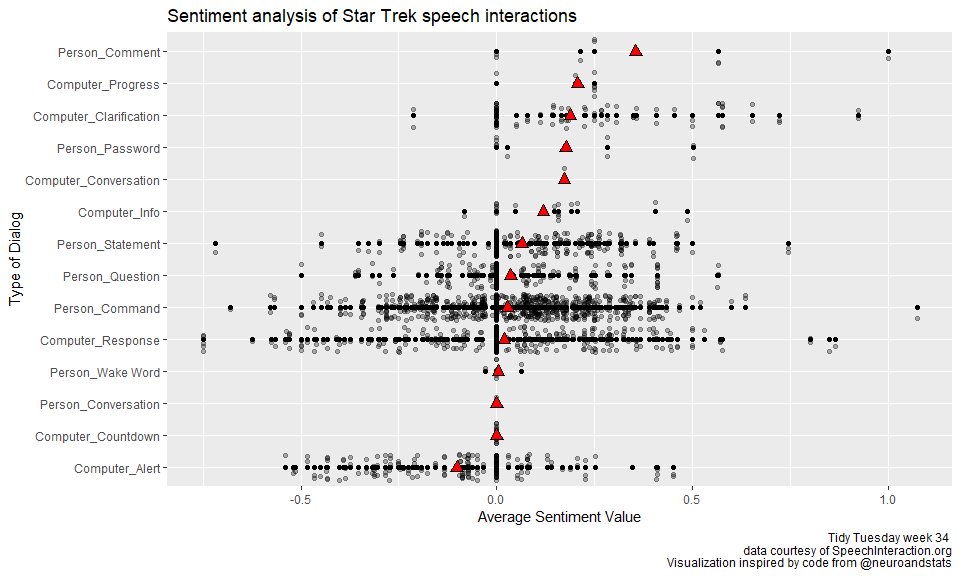 Sentiment analysis of Star Trek speech interactions
Type of Dialog
Person_Comment
Computer_Progress
Computer_Clarification
Person_Password
Computer_Conversation
Computer_Info
Person_Statement
Person_Question
Person_Command
Computer_Response
Person_Wake Word
Person_Conversation
Computer_Countdown
Computer_Alert
-0.5 0.0 0.5 1.0
Average Sentiment Value
Tidy Tuesday week 34
data courtesy of SpeechInteraction.org
Visualization inspired by code from @neuroandstats